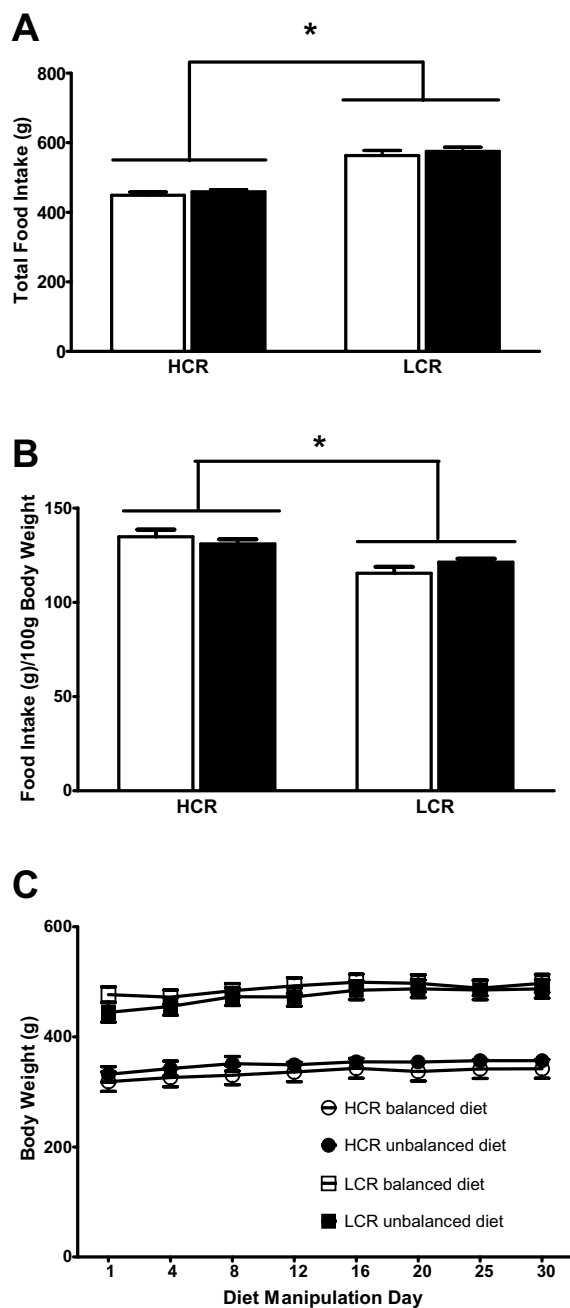 A
*
Total Food Intake (g)
800
600
400
200
0
HCR LCR
B
*
Food Intake (g)/100g Body Weight
150
100
50
0
HCR LCR
C
Body Weight (g)
600
400
200
0
HCR balanced diet
HCR unbalanced diet
LCR balanced diet
LCR unbalanced diet
1 4 8 12 16 20 25 30
Diet Manipulation Day